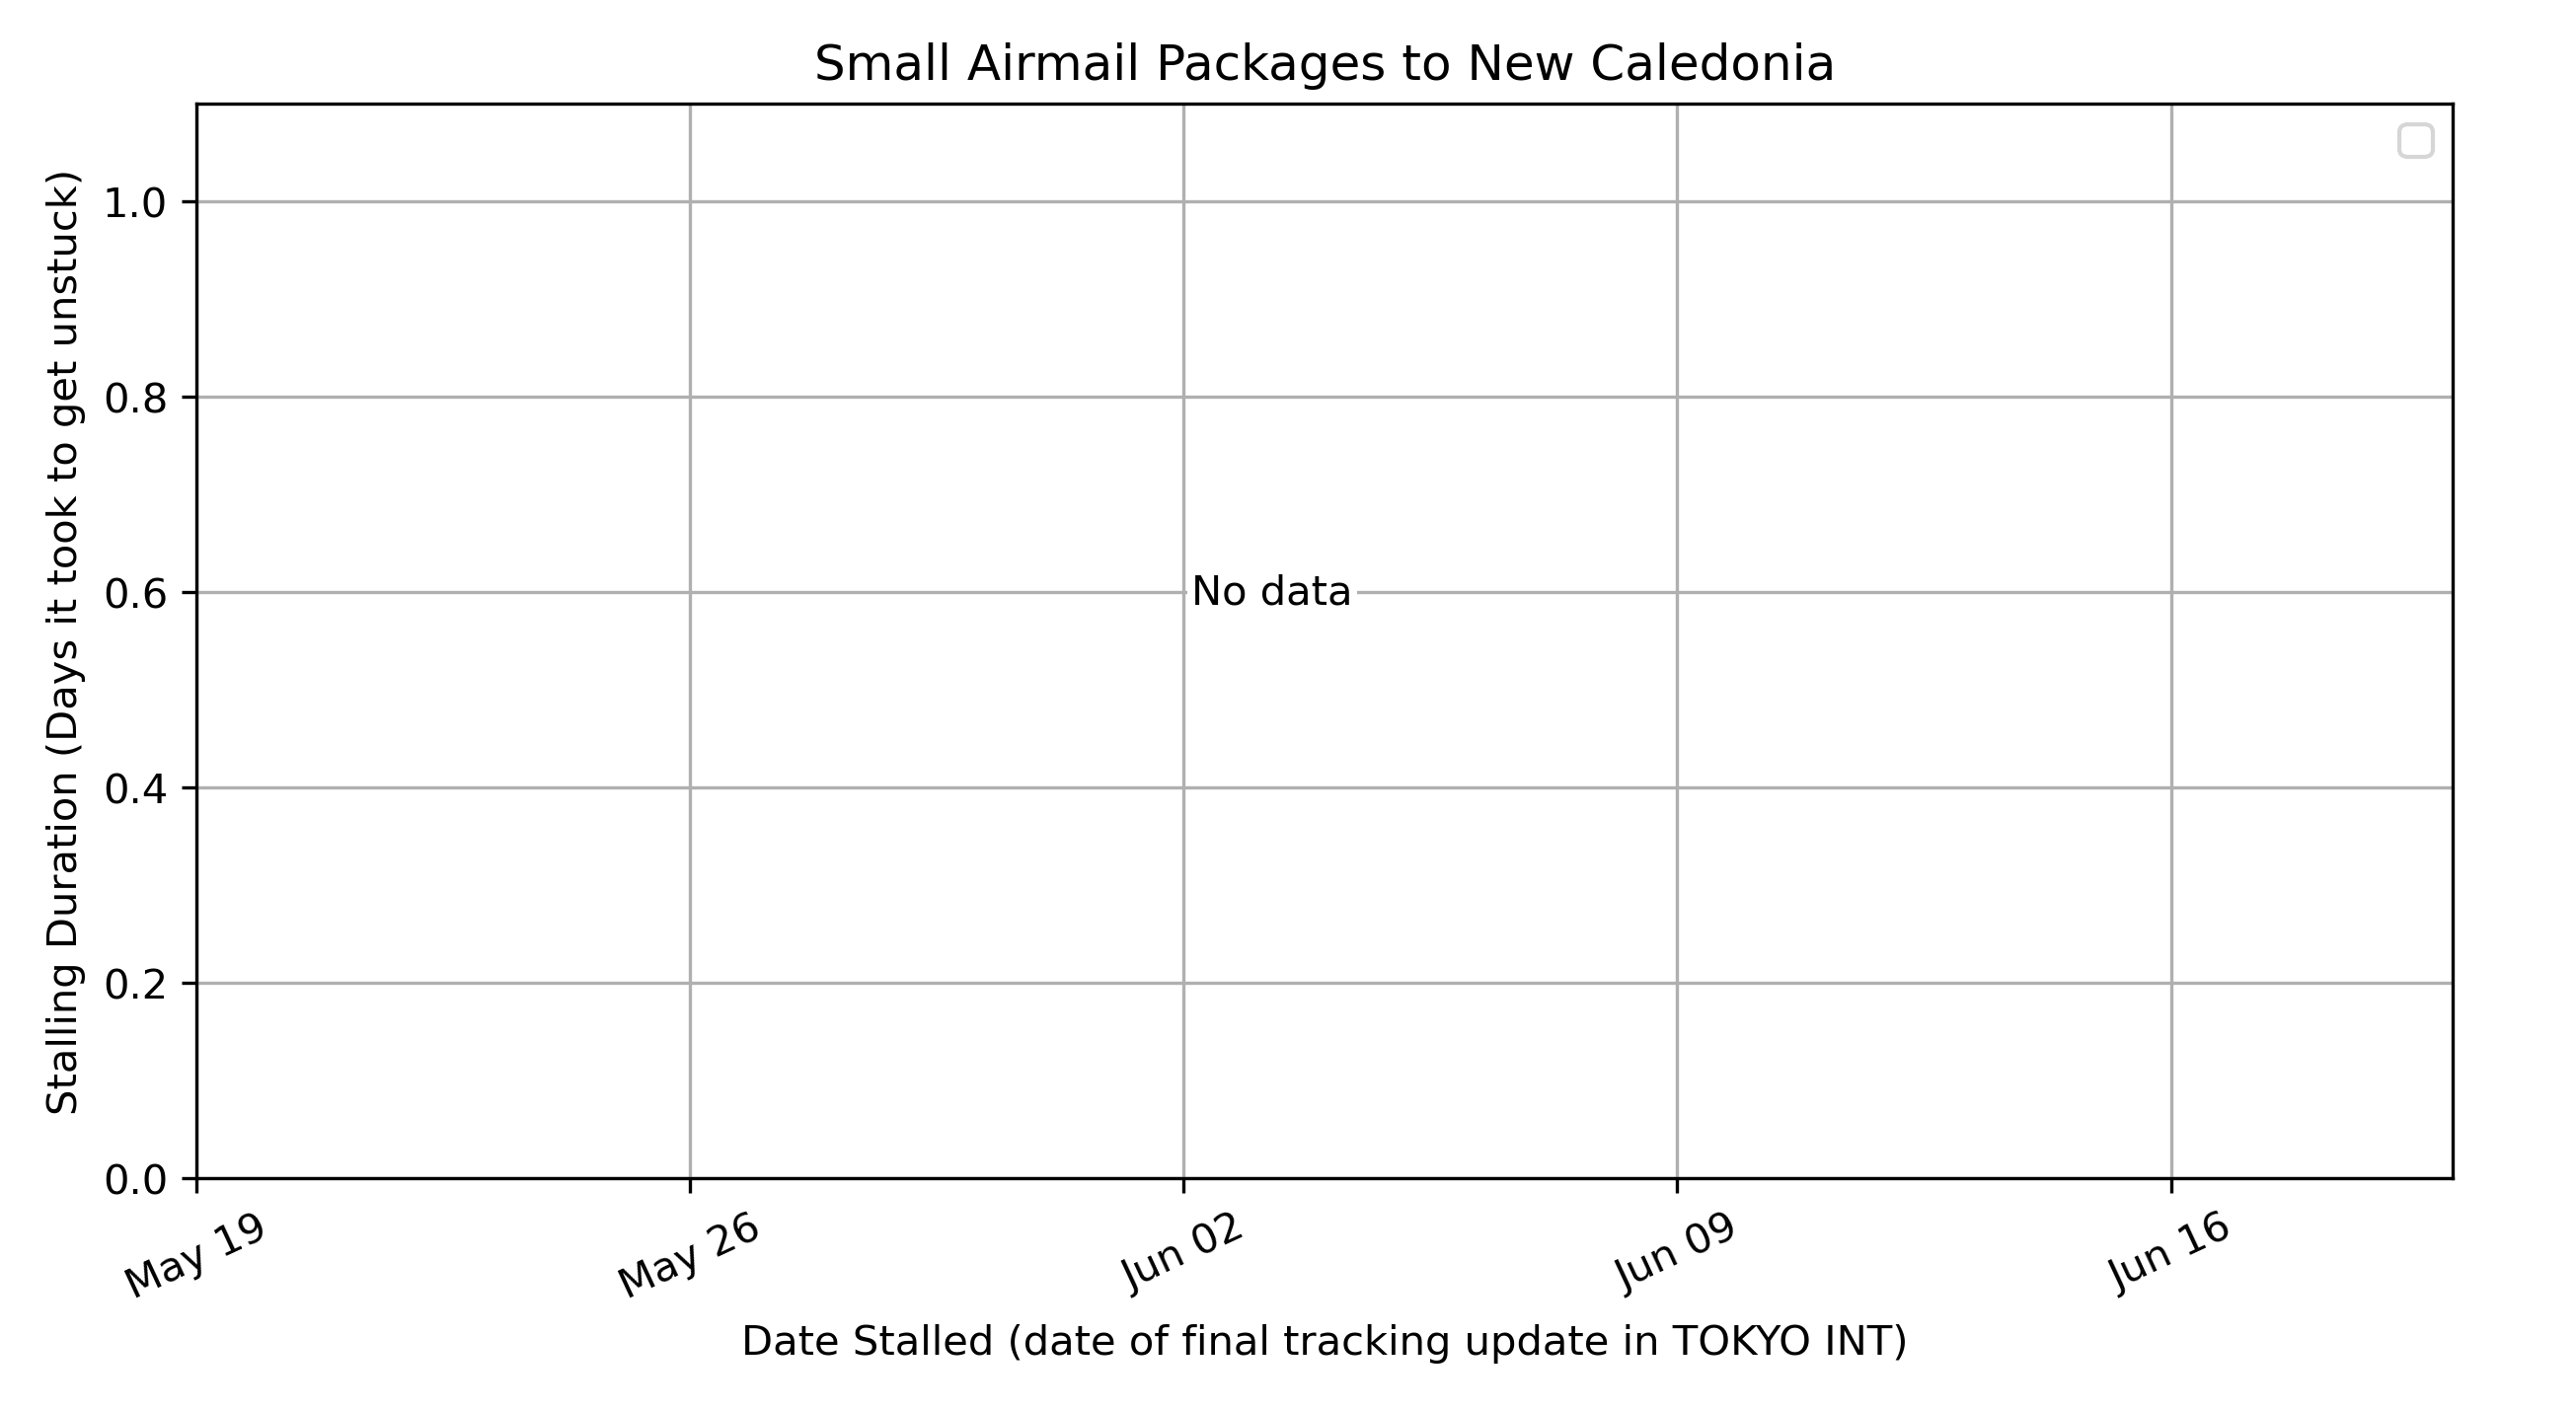 Small Airmail Packages to New Caledonia
Stalling Duration (Days it took to get unstuck)
1.0
0.8
0.6
0.4
0.2
0.0
No data
May 19
May 26
Jun 02
Jun 09
Jun 16
Date Stalled (date of final tracking update in TOKYO INT)